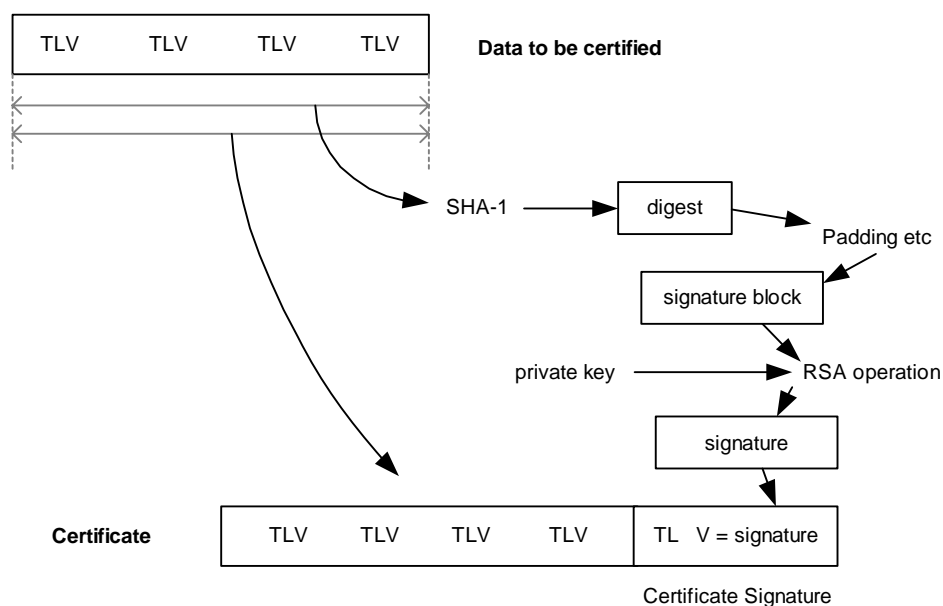 TLV TLV TLV TLV
Data to be certified
SHA-1
digest
Padding etc
signature block
private key
RSA operation
signature
Certificate
TLV TLV TLV TLV
TL V = signature
Certificate Signature